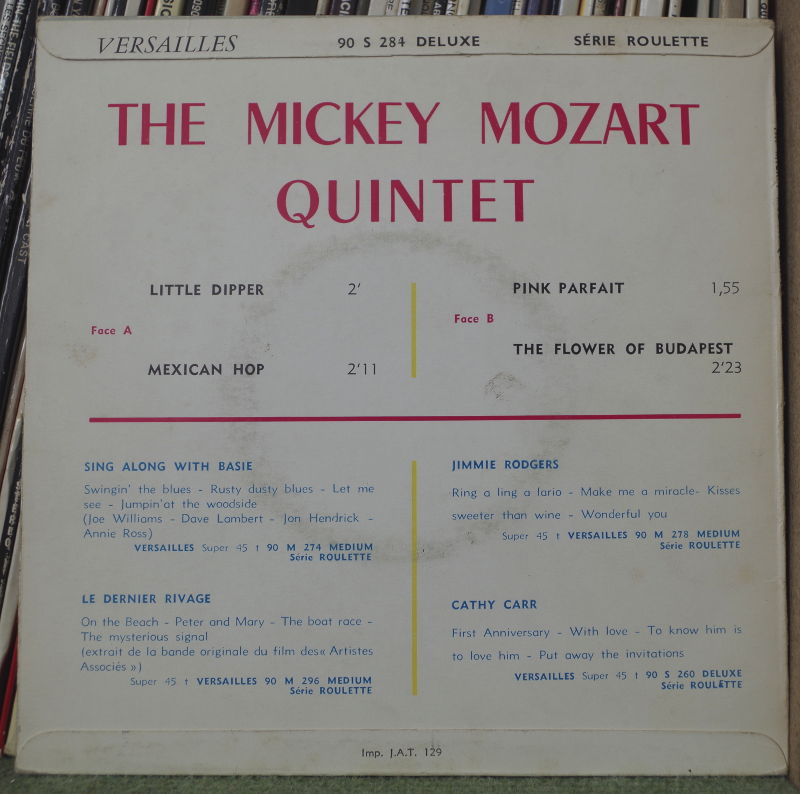 VERSAILLES 90 S 284 DELUXE SÉRIE ROULETTE
THE MICKEY MOZART
QUINTET
LITTLE DIPPER 2'
Face A
MEXICAN HOP 2'11
PINK PARFAIT 1,55
Face B
THE FLOWER OF BUDAPEST
2'23
SING ALONG WITH BASIE
Swingin' the blues - Rusty dusty blues - Let me
see - Jumpin'at the woodside
(Joe Williams - Dave Lambert - Jon Hendrick -
Annie Ross)
VERSAILLES Super 45 t 90 M 274 MEDIUM
Série ROULETTE
LE DERNIER RIVAGE
On the Beach - Peter and Mary - The boat race -
The mysterious signal
(extrait de la bande originale du film des« Artistes
Associés »)
Super 45 t VERSAILLES 90 M 296 MEDIUM
Série ROULETTE
JIMMIE RODGERS
Ring a ling a lario - Make me a miracle- Kisses
sweeter than wine - Wonderful you
Super 45 t VERSAILLES 90 M 278 MEDIUM
Série ROULETTE
CATHY CARR
First Anniversary - With love - To know him is
to love him - Put away the invitations
VERSAILLES Super 45 t 90 S 260 DELUXE
Série ROULETTE
Imp. J.A.T. 129